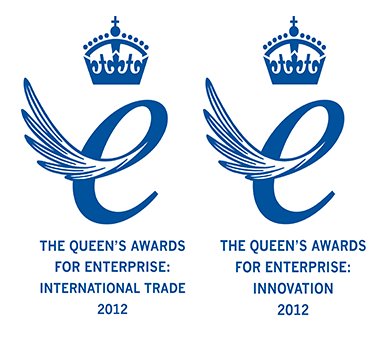 THE QUEEN'S AWARDS
FOR ENTERPRISE:
INTERNATIONAL TRADE
2012
THE QUEEN'S AWARDS
FOR ENTERPRISE:
INNOVATION
2012